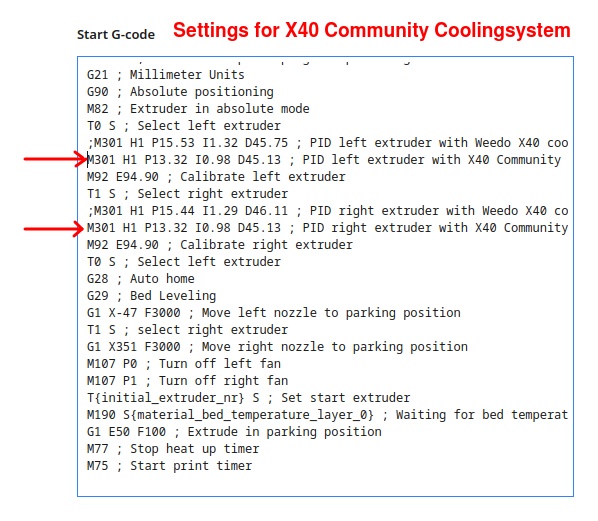 Start G-code Settings for X40 Community Coolingsystem
G21 ; Millimeter Units
G90 ; Absolute positioning
M82 ; Extruder in absolute mode
T0 S ; Select left extruder
;M301 H1 P15.53 I1.32 D45.75 ; PID left extruder with Weedo X40 coo
M301 H1 P13.32 I0.98 D45.13 ; PID left extruder with X40 Community
M92 E94.90 ; Calibrate left extruder
T1 S ; Select right extruder
;M301 H1 P15.44 I1.29 D46.11 ; PID right extruder with Weedo X40 co
M301 H1 P13.32 I0.98 D45.13 ; PID right extruder with X40 Community
M92 E94.90 ; Calibrate right extruder
T0 S ; Select left extruder
G28 ; Auto home
G29 ; Bed Leveling
G1 X-47 F3000 ; Move left nozzle to parking position
T1 S ; select right extruder
G1 X351 F3000 ; Move right nozzle to parking position
M107 P0 ; Turn off left fan
M107 P1 ; Turn off right fan
T{initial_extruder_nr} S ; Set start extruder
M190 S{material_bed_temperature_layer_0} ; Waiting for bed temperat
G1 E50 F100 ; Extrude in parking position
M77 ; Stop heat up timer
M75 ; Start print timer